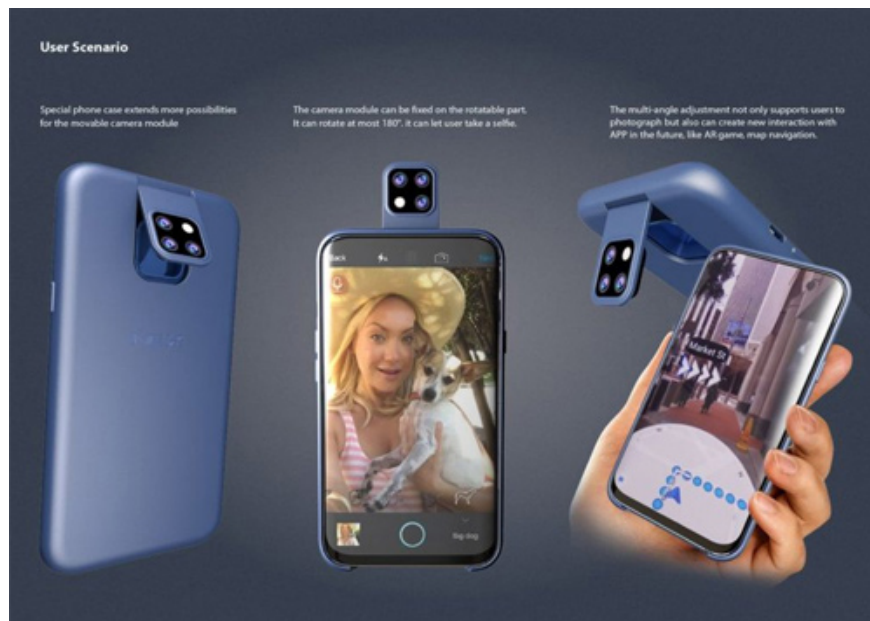 User Scenario
Special phone case extends more possibilities
for the movable camera module
The camera module can be fixed on the rotatable part.
It can rotate at most 180°. it can let user take a selfie.
The multi-angle adjustment not only supports users to
photograph but also can create new interaction with
APP in the future, like AR game, map navigation.
Back
Market St
big dog